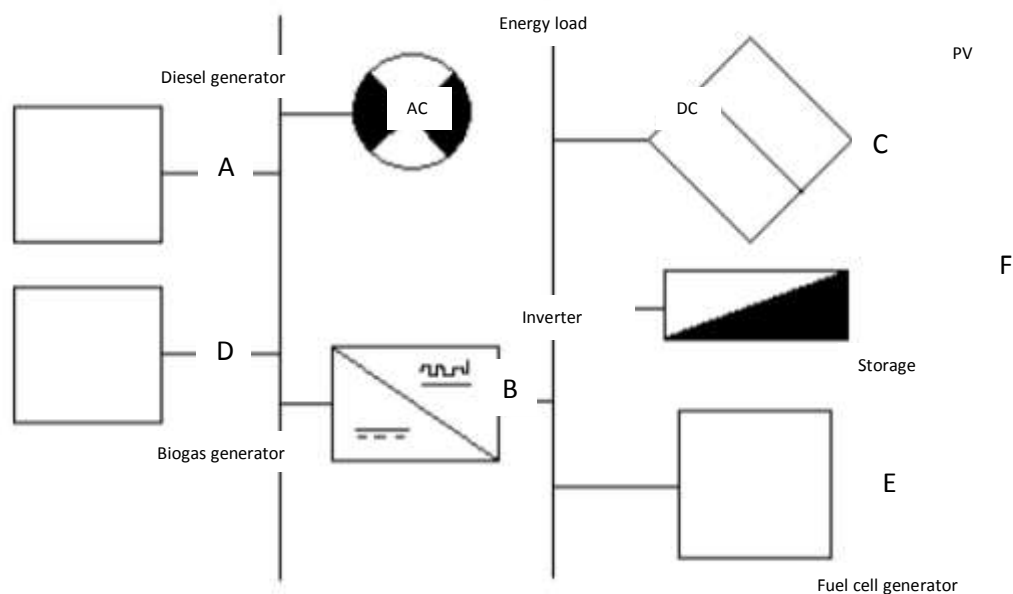 Energy load
PV
Diesel generator
AC
DC
C
A
F
Inverter
D
Storage
B
Biogas generator
E
Fuel cell generator